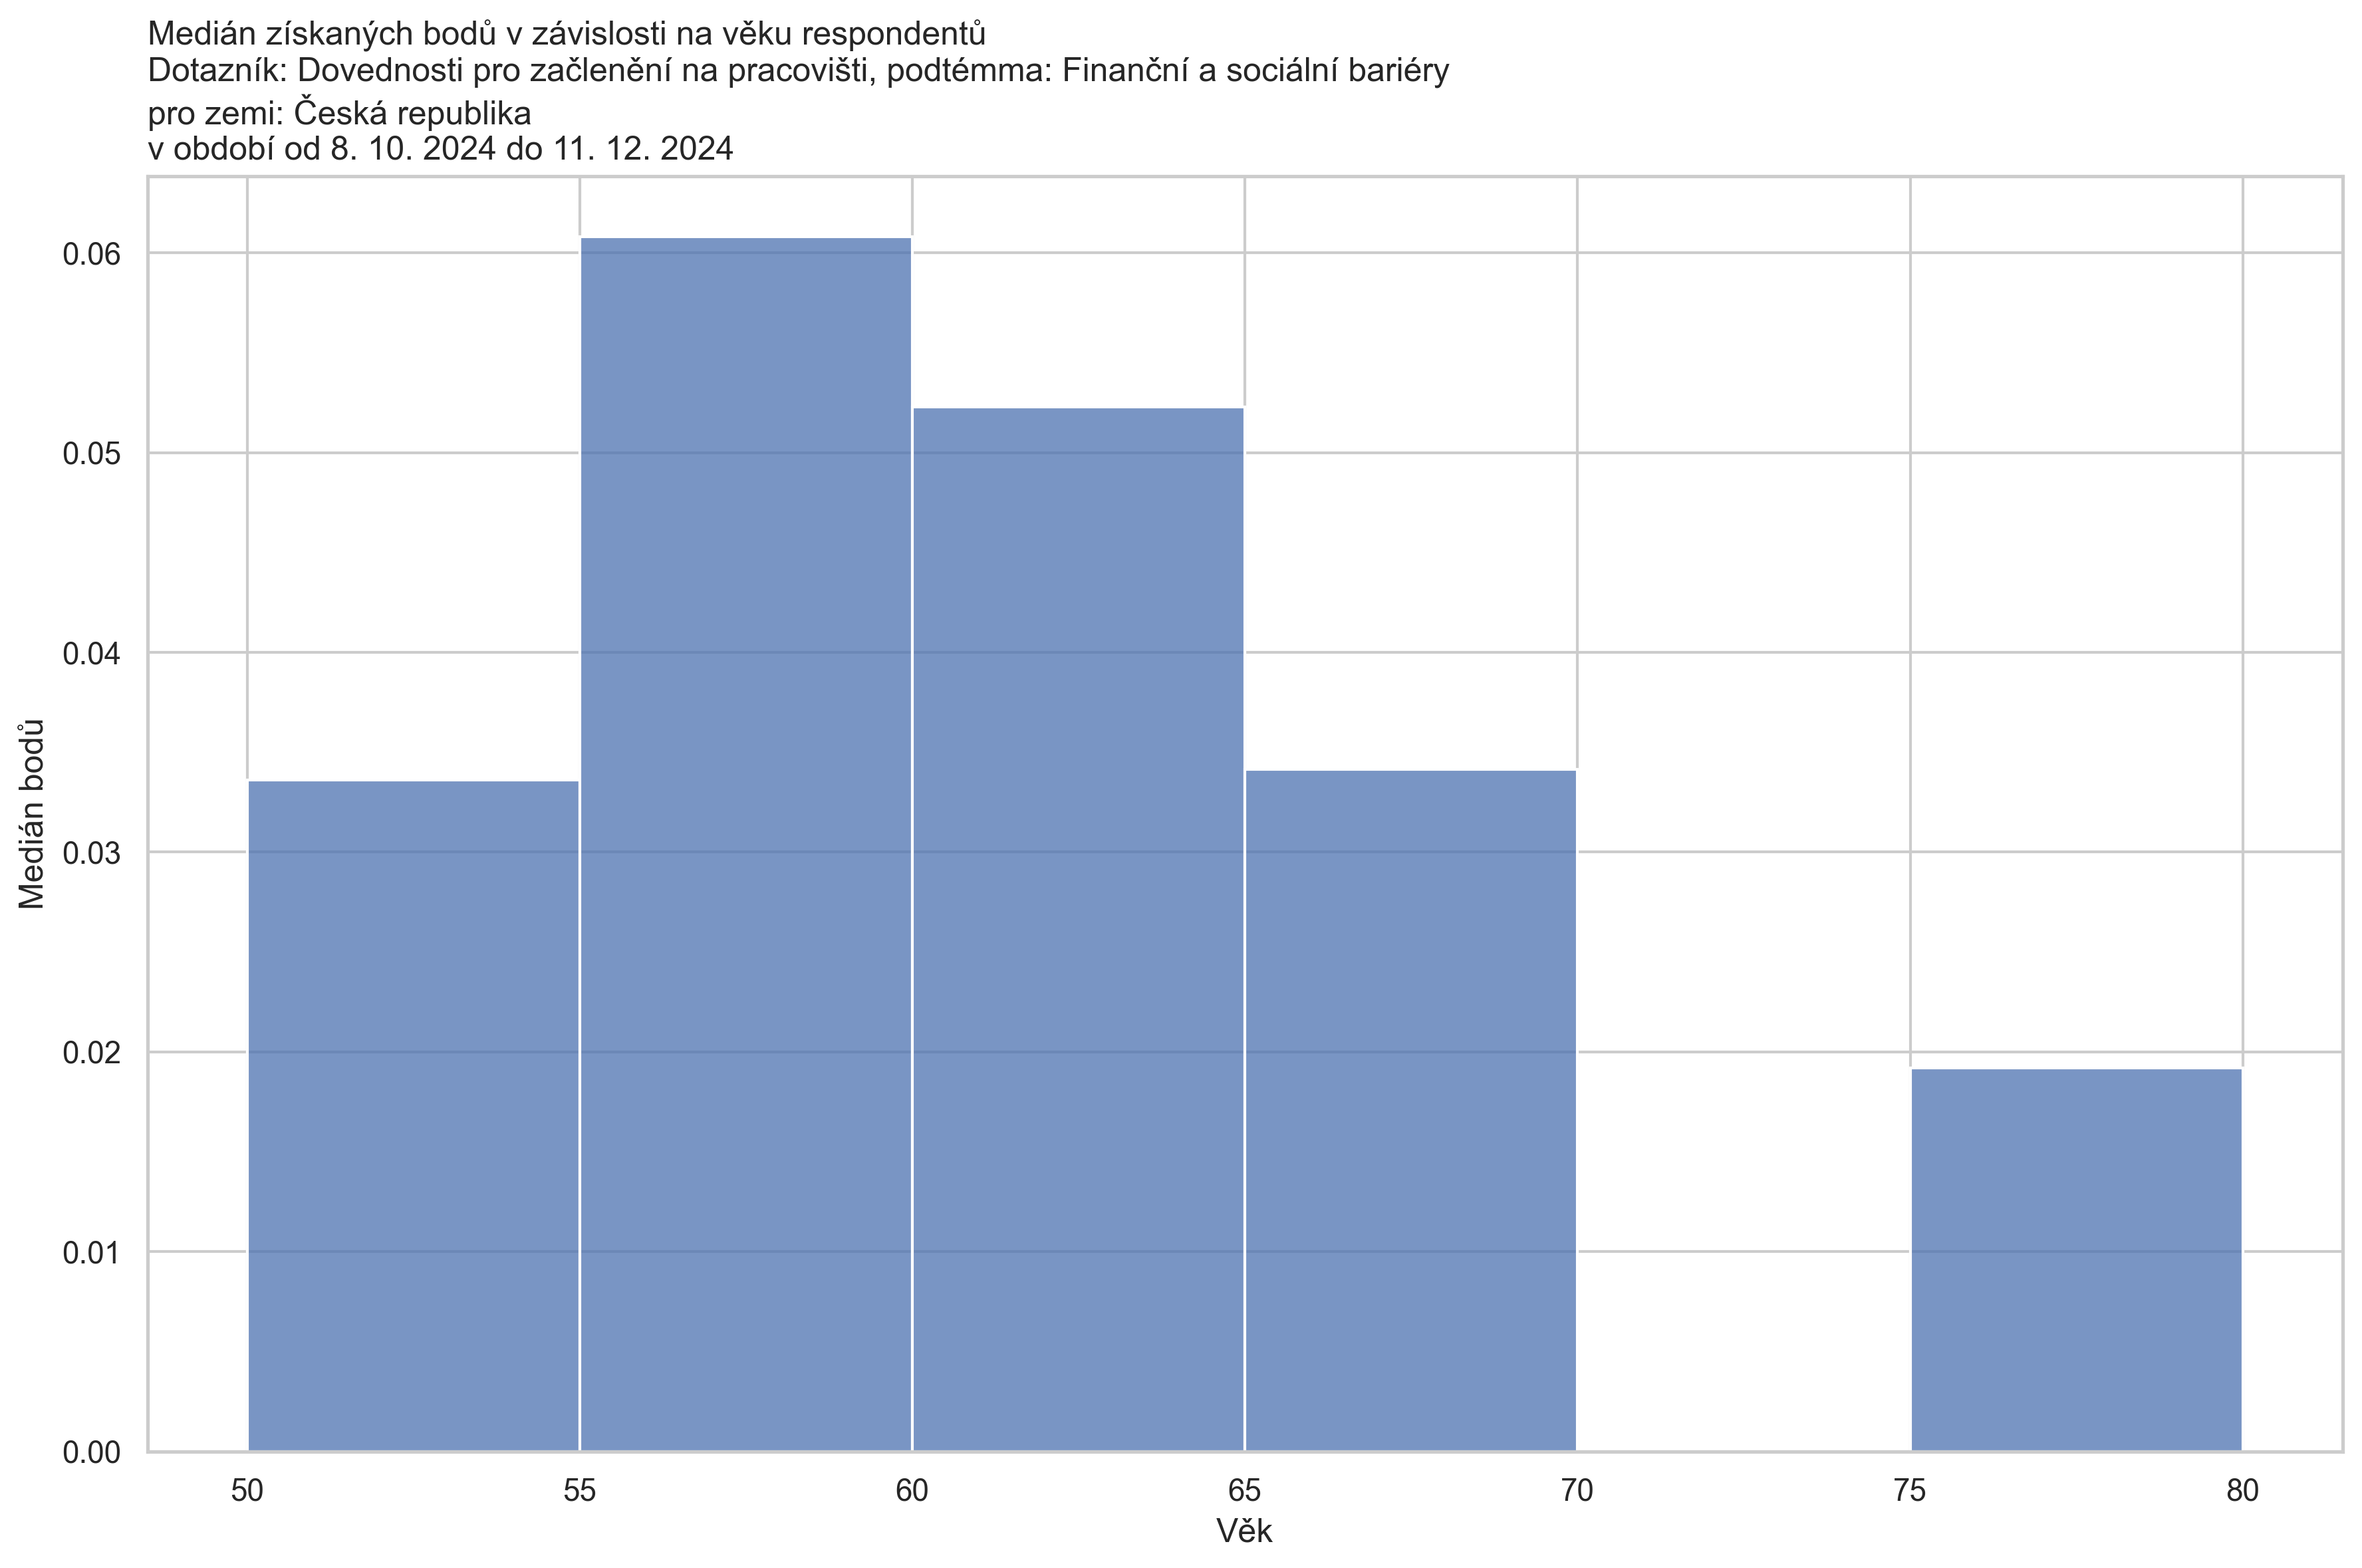 Medián získaných bodů v závislosti na věku respondentů
Dotazník: Dovednosti pro začlenění na pracovišti, podtémma: Finanční a sociální bariéry
pro zemi: Česká republika
v období od 8. 10. 2024 do 11. 12. 2024
0.06
0.05
0.04
0.03
0.02
0.01
0.00
Medián bodů
50 55 60 65 70 75 80
Věk